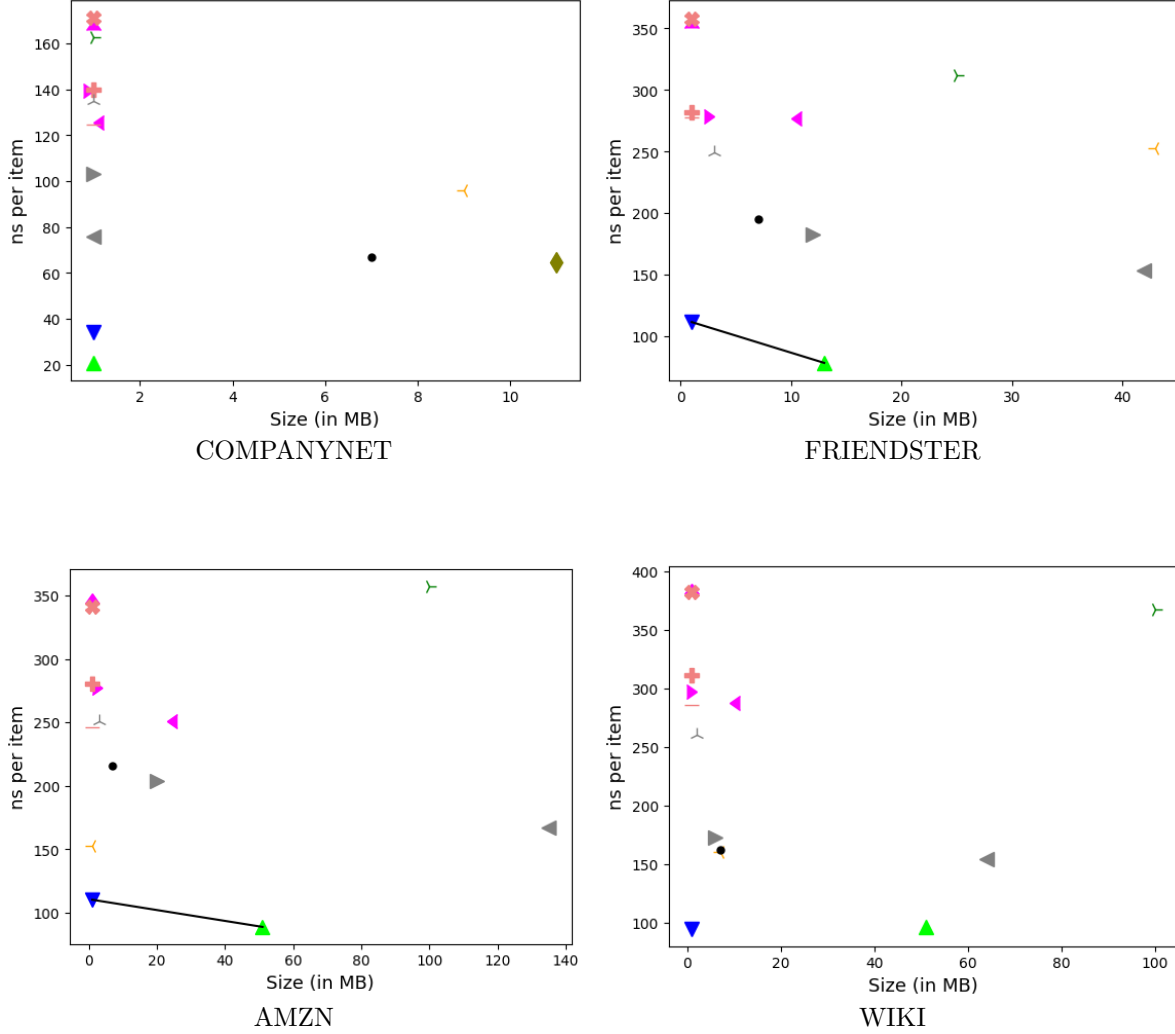 160
140
120
100
80
60
40
20
ns per item
2 4 6 8 10
Size (in MB)
COMPANYNET
350
300
250
200
150
100
ns per item
0 10 20 30 40
Size (in MB)
FRIENDSTER
350
300
250
200
150
100
ns per item
0 20 40 60 80 100 120 140
Size (in MB)
AMZN
400
350
300
250
200
150
100
ns per item
0 20 40 60 80 100
Size (in MB)
WIKI